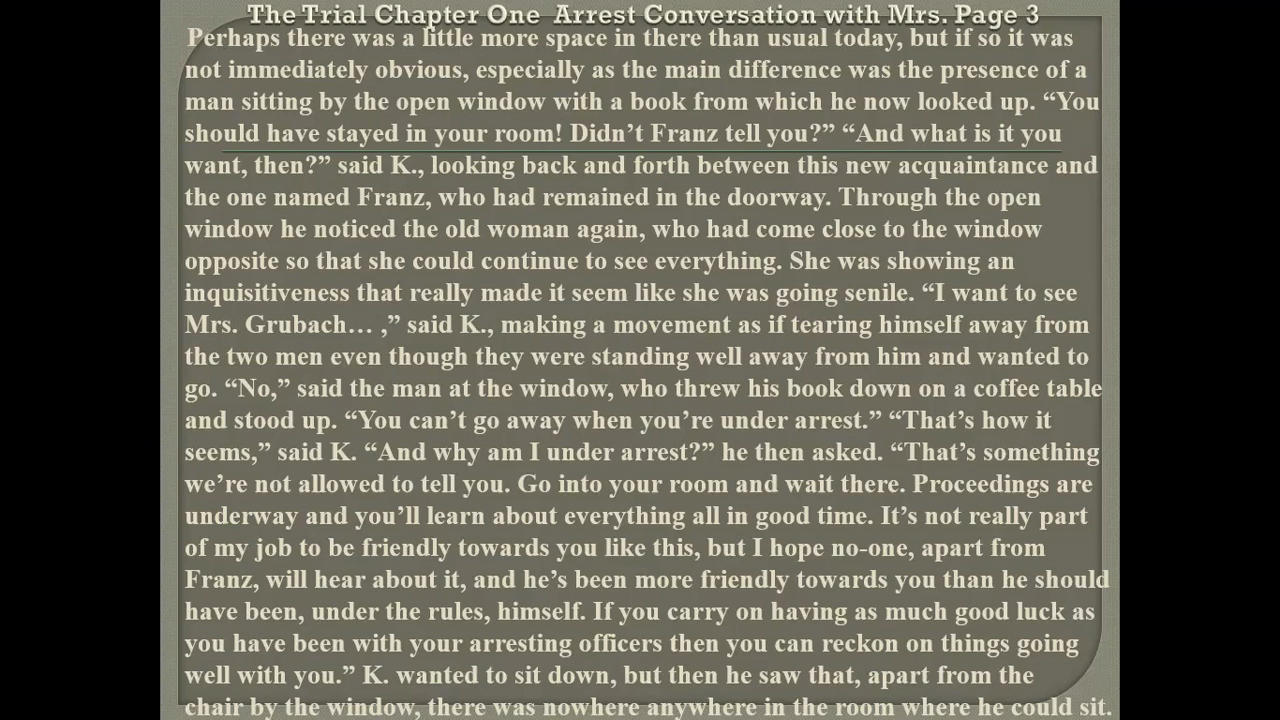 The Trial Chapter One  Arrest Conversation with Mrs. Page 3
Perhaps there was a little more space in there than usual today, but if so it was
not immediately obvious, especially as the main difference was the presence of a
man sitting by the open window with a book from which he now looked up. “You
should have stayed in your room! Didn’t Franz tell you?” “And what is it you
want, then?” said K., looking back and forth between this new acquaintance and
the one named Franz, who had remained in the doorway. Through the open
window he noticed the old woman again, who had come close to the window
opposite so that she could continue to see everything. She was showing an
inquisitiveness that really made it seem like she was going senile. “I want to see
Mrs. Grubach… ,” said K., making a movement as if tearing himself away from
the two men even though they were standing well away from him and wanted to
go. “No,” said the man at the window, who threw his book down on a coffee table
and stood up. “You can’t go away when you’re under arrest.” “That’s how it
seems,” said K. “And why am I under arrest?” he then asked. “That’s something
we’re not allowed to tell you. Go into your room and wait there. Proceedings are
underway and you’ll learn about everything all in good time. It’s not really part
of my job to be friendly towards you like this, but I hope no-one, apart from
Franz, will hear about it, and he’s been more friendly towards you than he should
have been, under the rules, himself. If you carry on having as much good luck as
you have been with your arresting officers then you can reckon on things going
well with you.” K. wanted to sit down, but then he saw that, apart from the
chair by the window, there was nowhere anywhere in the room where he could sit.